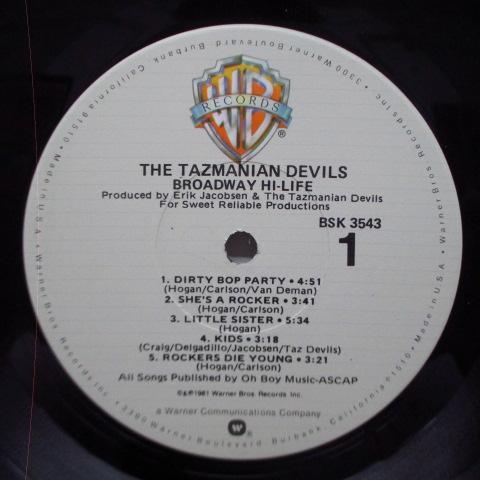 3300 Warner Boulevard • Burbank, California 91510 • Made in U.S.A. • Warner Bros. Records Inc. • 3300 Warner Boulevard, Burbank, California 91510 • Made in U.S.A. • Warner Bros. Records Inc. •
WB
RECORDS
®
THE TAZMANIAN DEVILS
BROADWAY HI-LIFE
Produced by Erik Jacobsen & The Tazmanian Devils
For Sweet Reliable Productions
BSK 3543
1
1. DIRTY BOP PARTY • 4:51
(Hogan/Carlson/Van Deman)
2. SHE'S A ROCKER • 3:41
(Hogan/Carlson)
3. LITTLE SISTER • 5:34
(Hogan)
4. KIDS • 3:18
(Craig/Delgadillo/Jacobsen/Taz Devils)
5. ROCKERS DIE YOUNG • 3:21
(Hogan/Carlson)
All Songs Published by Oh Boy Music-ASCAP
©&℗1981 Warner Bros. Records Inc.
a Warner Communications Company
W
®